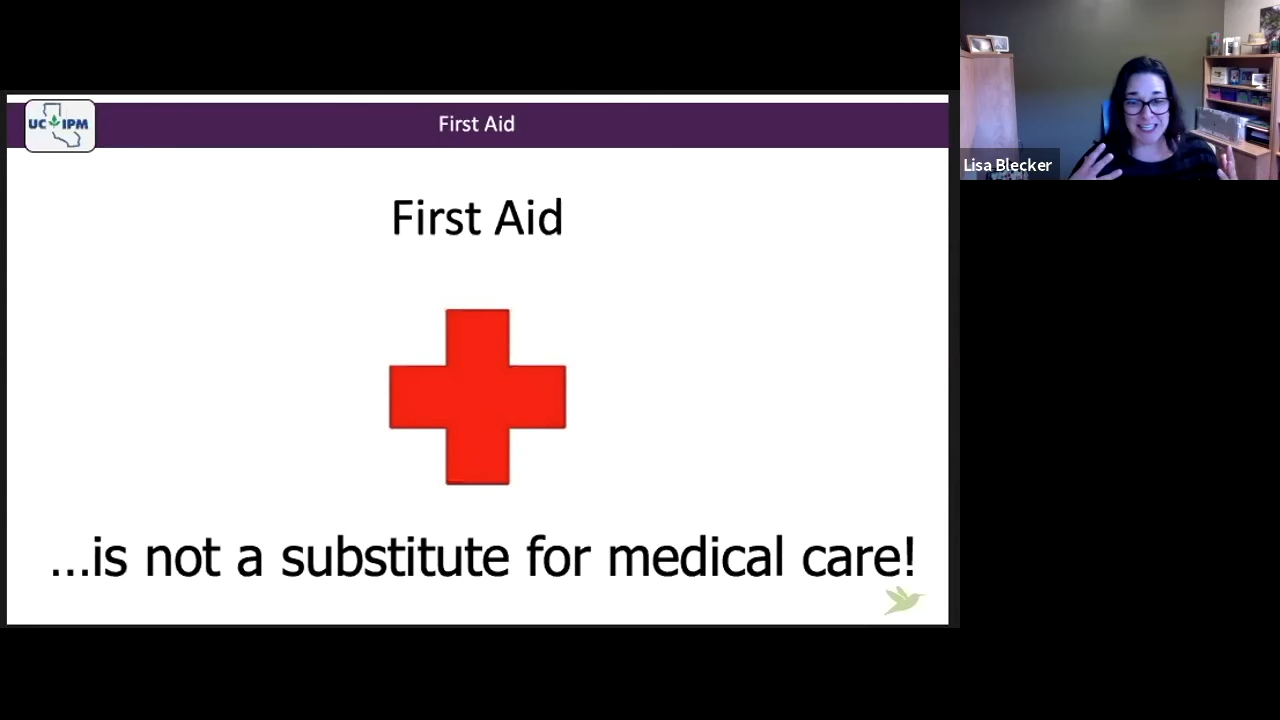 UC IPM
First Aid
First Aid
...is not a substitute for medical care!
Lisa Blecker